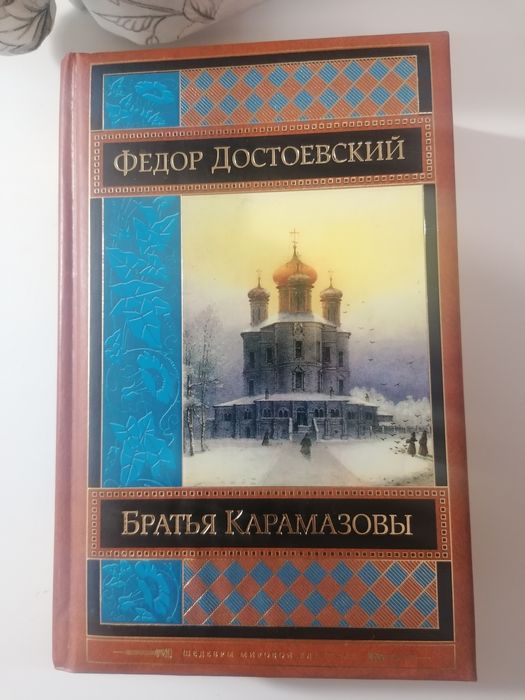 ФЕДОР ДОСТОЕВСКИЙ
БРАТЬЯ КАРАМАЗОВЫ
ШЕДЕВРЫ МИРОВОЙ